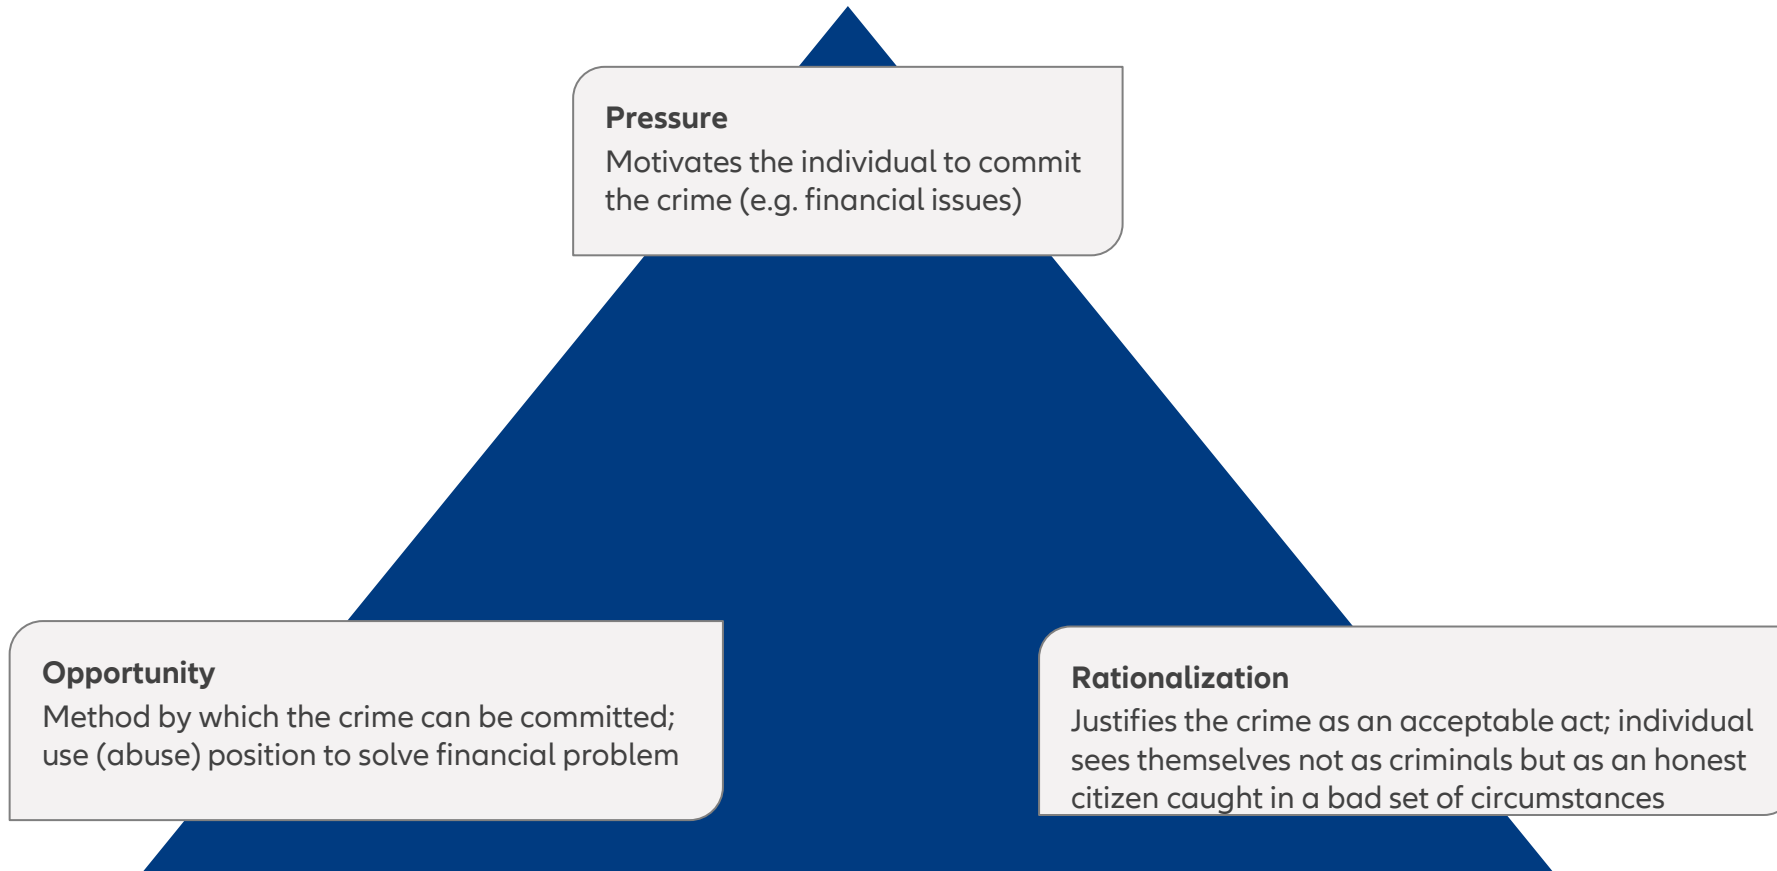 Pressure
Motivates the individual to commit
the crime (e.g. financial issues)
Opportunity
Method by which the crime can be committed;
use (abuse) position to solve financial problem
Rationalization
Justifies the crime as an acceptable act; individual
sees themselves not as criminals but as an honest
citizen caught in a bad set of circumstances